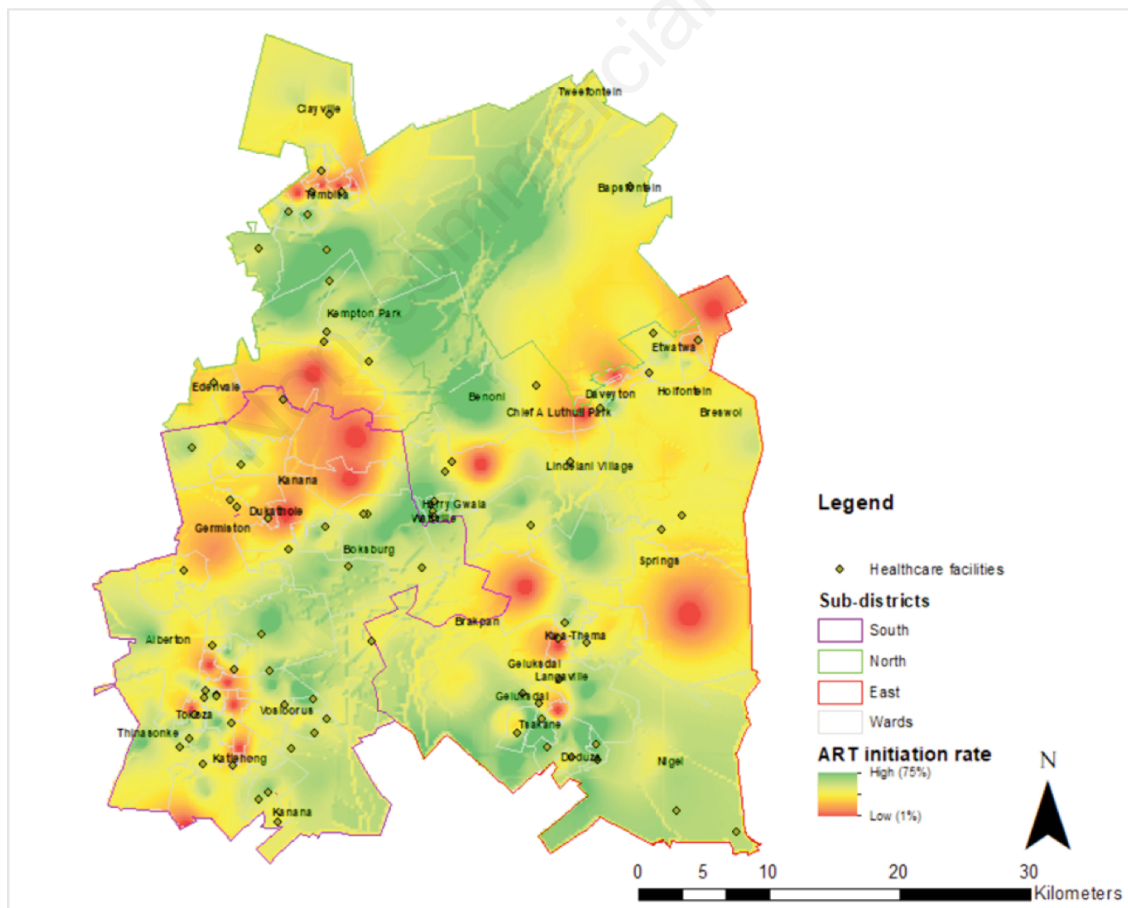 Tweefontein
Clayville
Bapsfontein
Tembisa
Kempton Park
Etwatwa
Edenvale
Daveyton
Holfontein
Benoni
Chief A Luthuli Park
Breswol
Lindelani Village
Kanana
Harry Gwala
Dukathole
Wattville
Germiston
Boksburg
Springs
Brakpan
Kwa-Thema
Alberton
Geluksdal
Langaville
Geluksdal
Tokoza
Vosloorus
Tsakane
Thinasonke
Katlehong
Duduza
Nigel
Kanana
Legend
Healthcare facilities
Sub-districts
South
North
East
Wards
ART initiation rate
High (75%)
Low (1%)
N
0 5 10 20 30
Kilometers